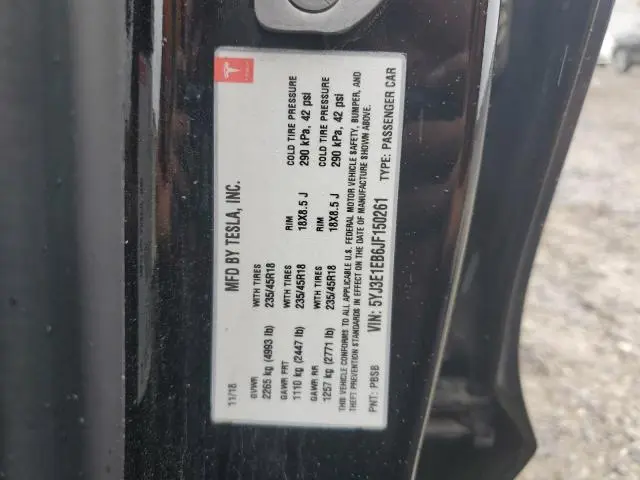 TESLA
11/18
MFD BY TESLA, INC.
GVWR
2265 kg (4993 lb)
WITH TIRES
235/45R18
RIM
18X8.5 J
COLD TIRE PRESSURE
290 kPa, 42 psi
GAWR FRT
1110 kg (2447 lb)
WITH TIRES
235/45R18
RIM
18X8.5 J
COLD TIRE PRESSURE
290 kPa, 42 psi
GAWR RR
1257 kg (2771 lb)
235/45R18
THIS VEHICLE CONFORMS TO ALL APPLICABLE U.S. FEDERAL MOTOR VEHICLE SAFETY, BUMPER, AND
THEFT PREVENTION STANDARDS IN EFFECT ON THE DATE OF MANUFACTURE SHOWN ABOVE.
PNT: PBSB
VIN: 5YJ3E1EB6JF150261
TYPE: PASSENGER CAR